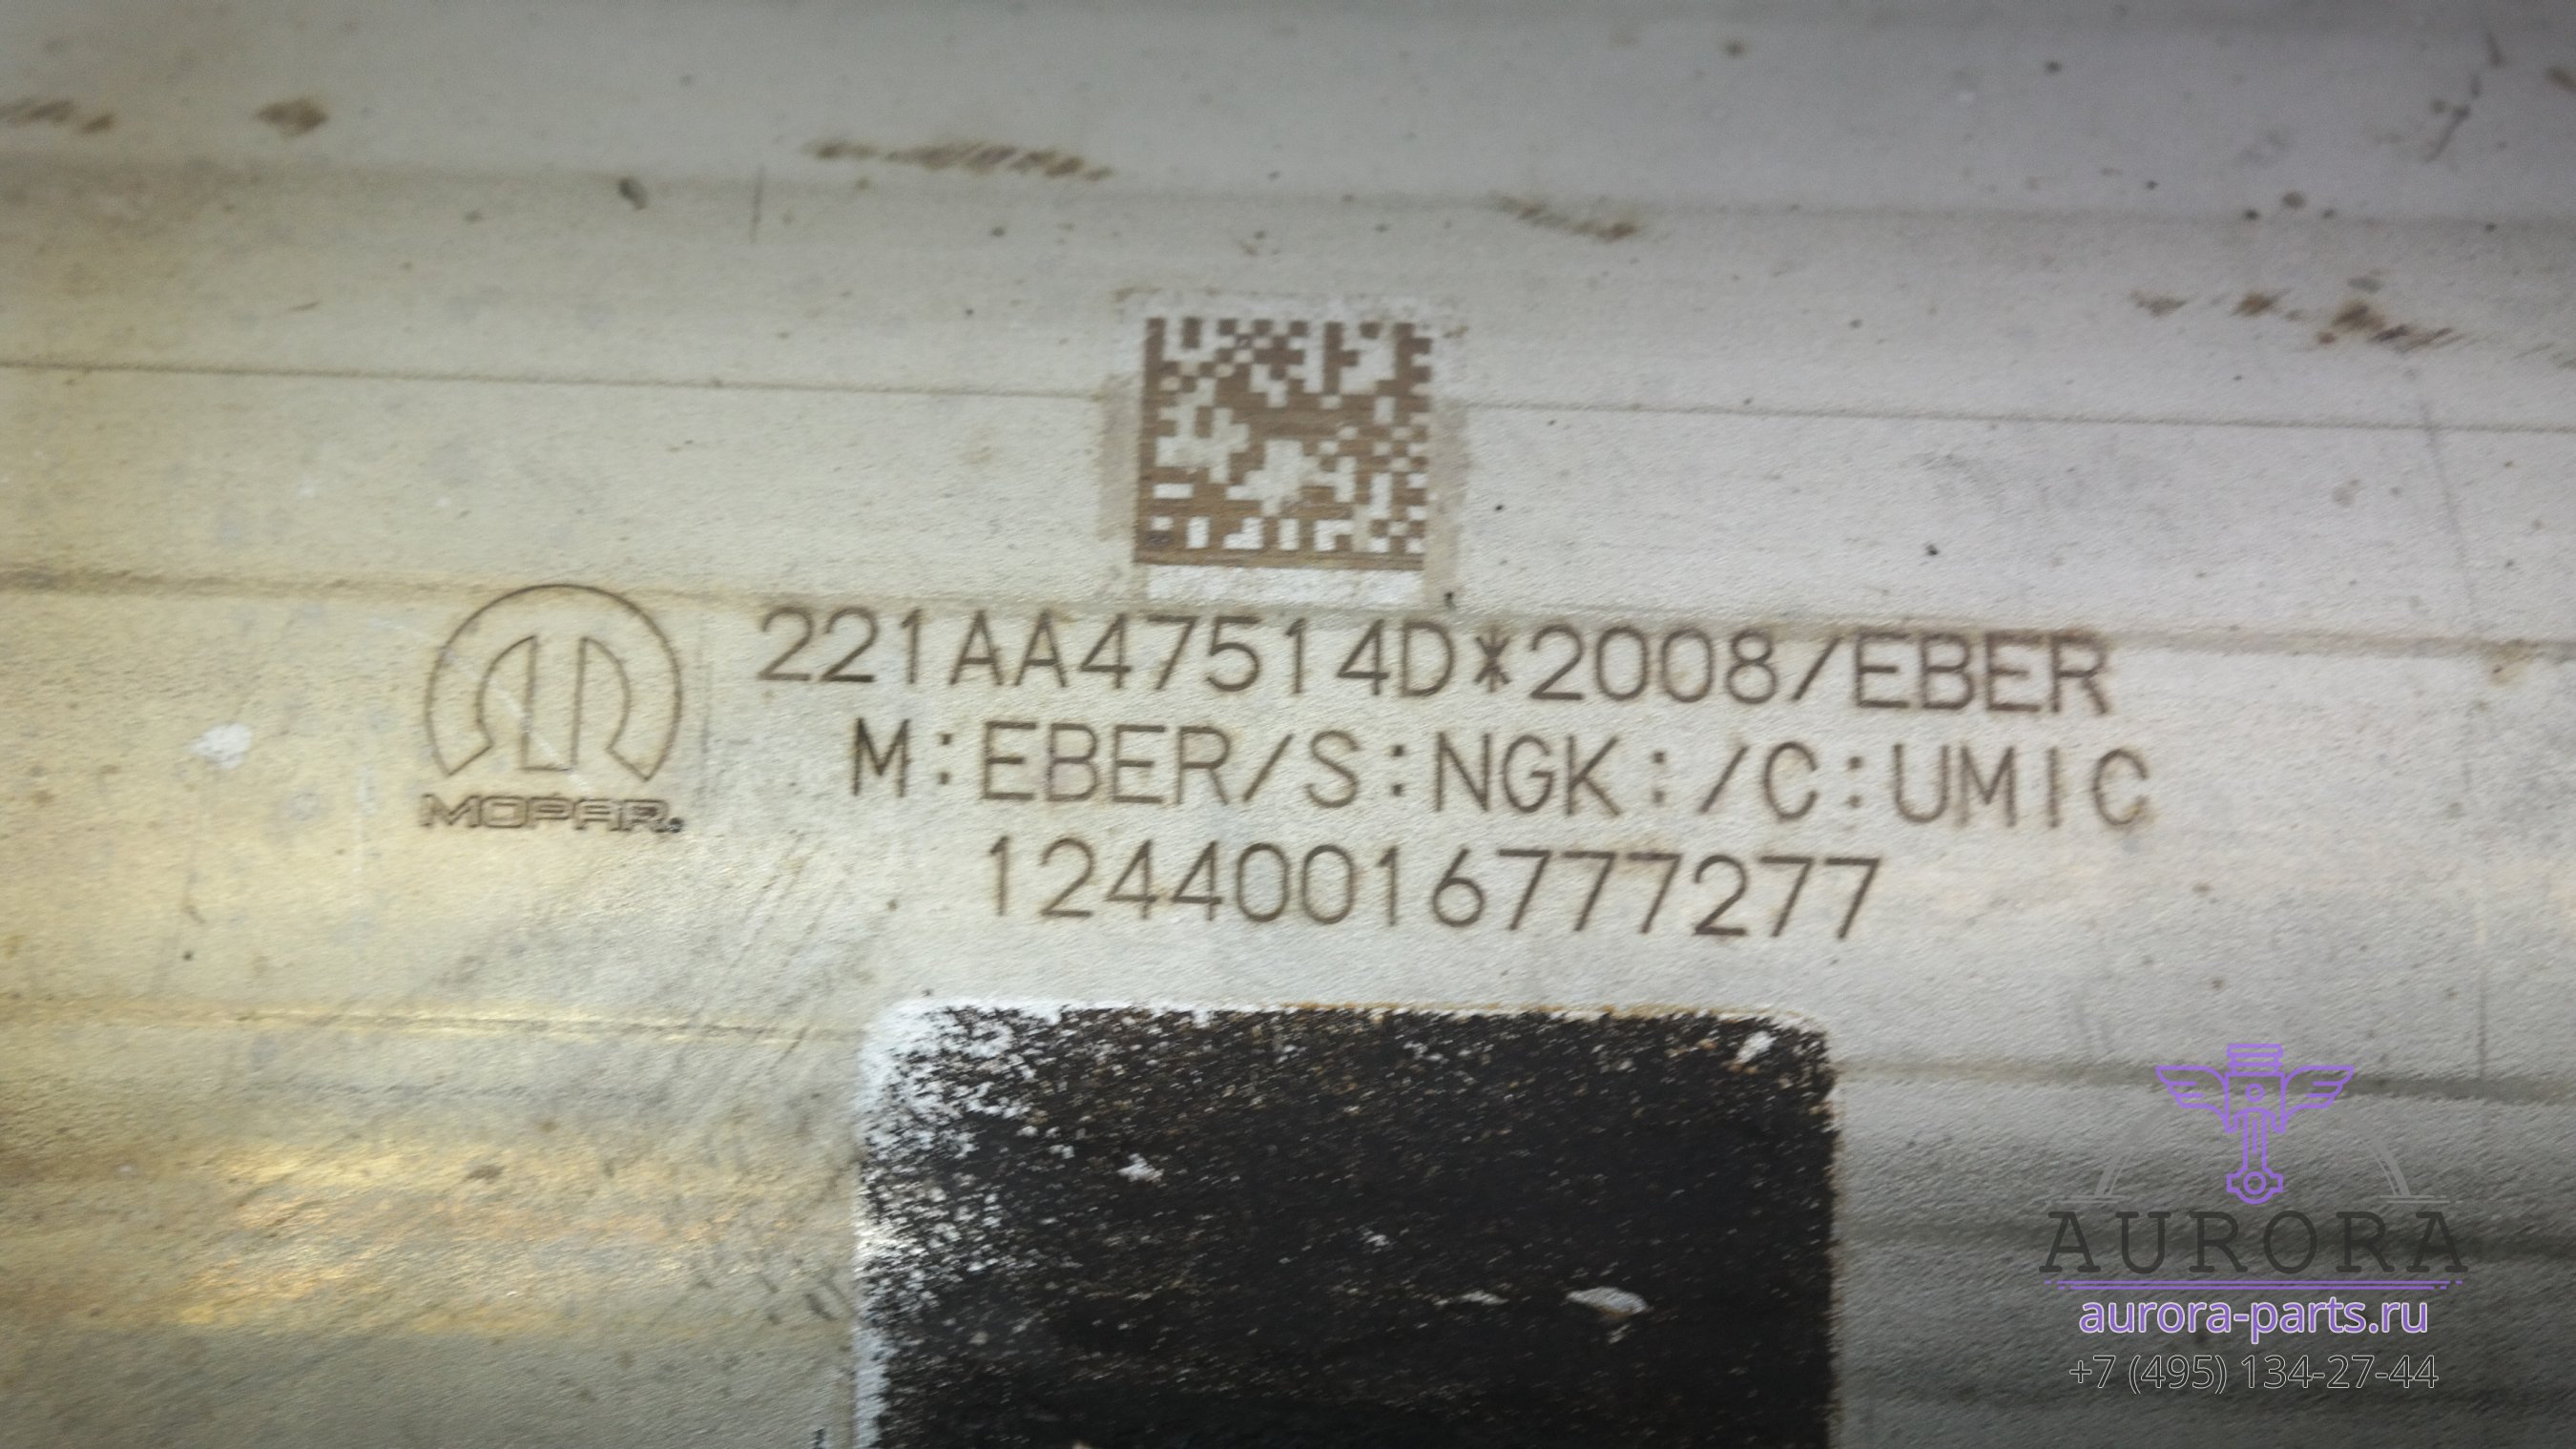 221AA47514D*2008/EBER
M:EBER/S:NGK:/C:UMIC
12440016777277
MOPAR®
AURORA
aurora-parts.ru
+7 (495) 134-27-44